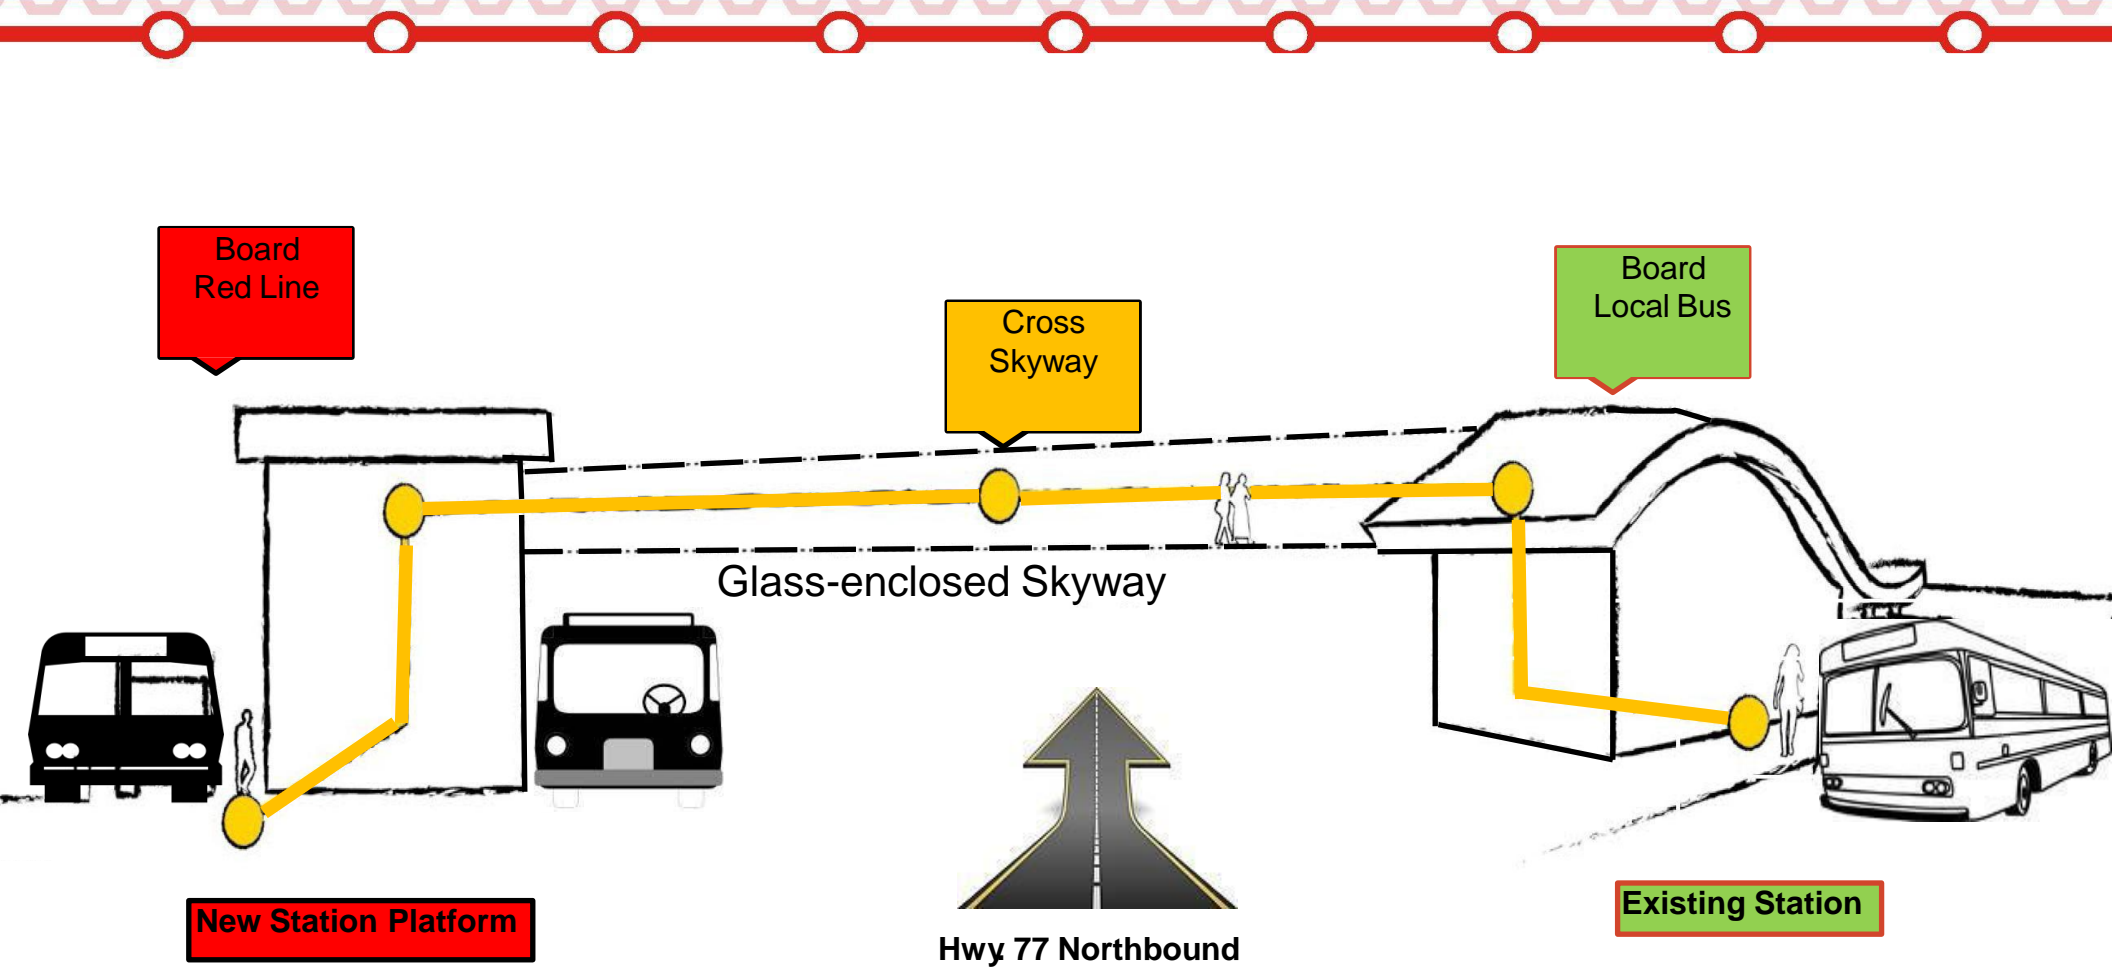 Board
Red Line
Cross
Skyway
Board
Local Bus
Glass-enclosed Skyway
New Station Platform
Hwy. 77 Northbound
Existing Station